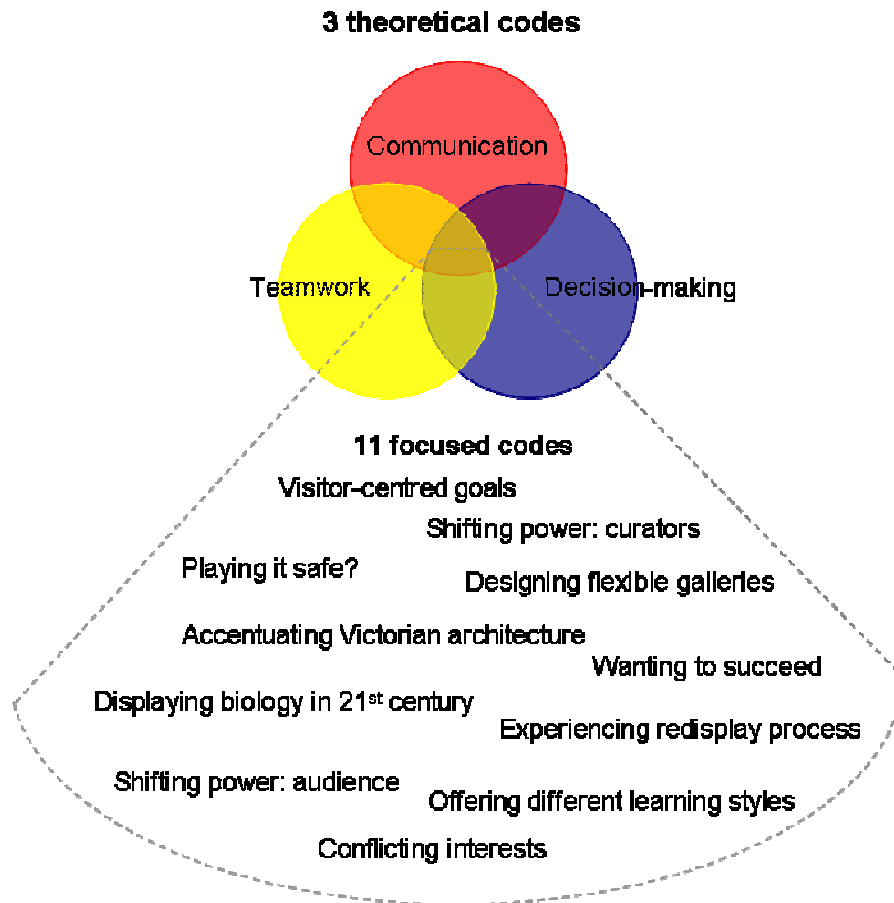 3 theoretical codes
Communication
Teamwork
Decision-making
11 focused codes
Visitor-centred goals
Shifting power: curators
Playing it safe?
Designing flexible galleries
Accentuating Victorian architecture
Wanting to succeed
Displaying biology in 21st century
Experiencing redisplay process
Shifting power: audience
Offering different learning styles
Conflicting interests